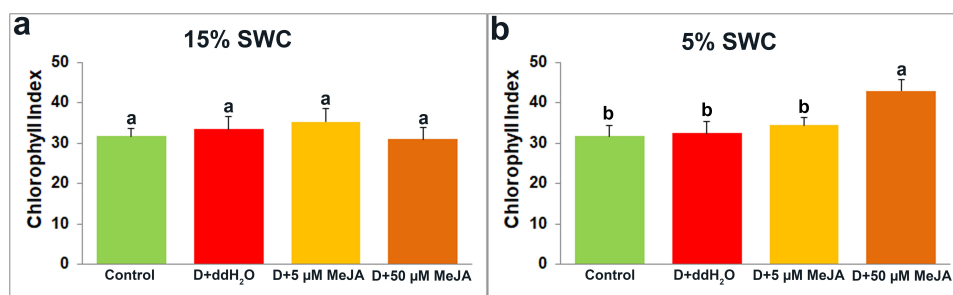 a
15% SWC
Chlorophyll Index
50
40
30
20
10
0
a
a
a
a
Control
D+ddH₂O
D+5 µM MeJA
D+50 µM MeJA
b
5% SWC
Chlorophyll Index
50
40
30
20
10
0
b
b
b
a
Control
D+ddH₂O
D+5 µM MeJA
D+50 µM MeJA